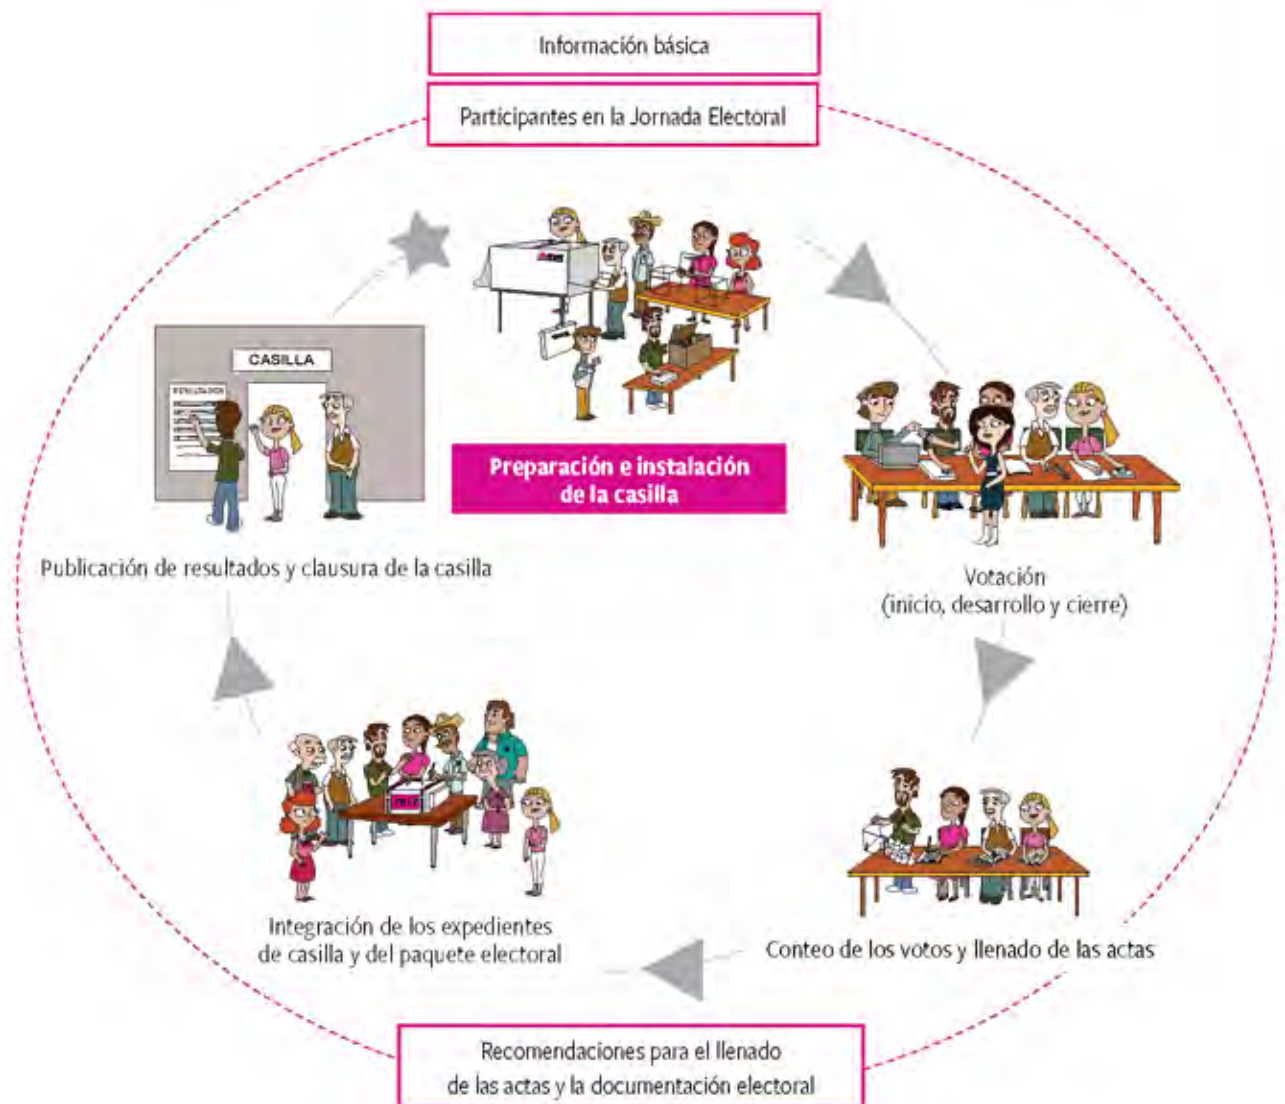 Información básica
Participantes en la Jornada Electoral
CASILLA
RESULTADOS
Preparación e instalación
de la casilla
Publicación de resultados y clausura de la casilla
Votación
(inicio, desarrollo y cierre)
Integración de los expedientes
de casilla y del paquete electoral
Conteo de los votos y llenado de las actas
Recomendaciones para el llenado
de las actas y la documentación electoral